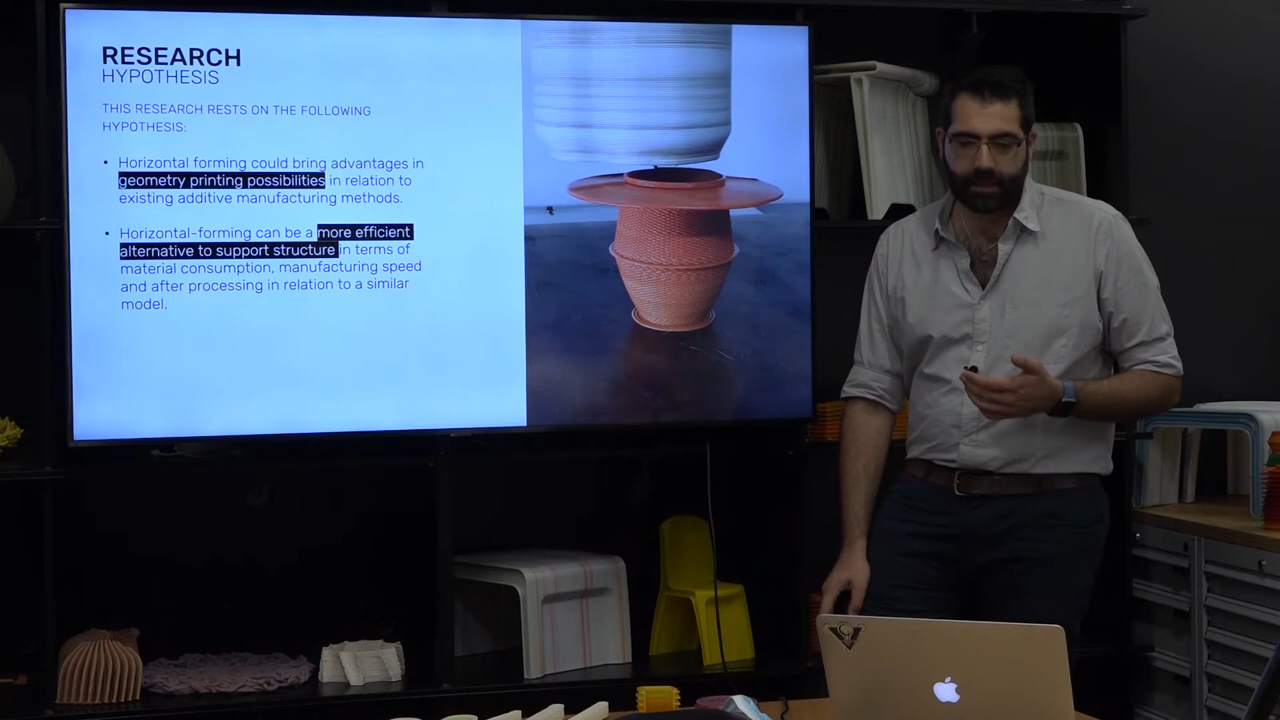 RESEARCH
HYPOTHESIS
THIS RESEARCH RESTS ON THE FOLLOWING
HYPOTHESIS:
• Horizontal forming could bring advantages in
geometry printing possibilities in relation to
existing additive manufacturing methods.
• Horizontal-forming can be a more efficient
alternative to support structure in terms of
material consumption, manufacturing speed
and after processing in relation to a similar
model.